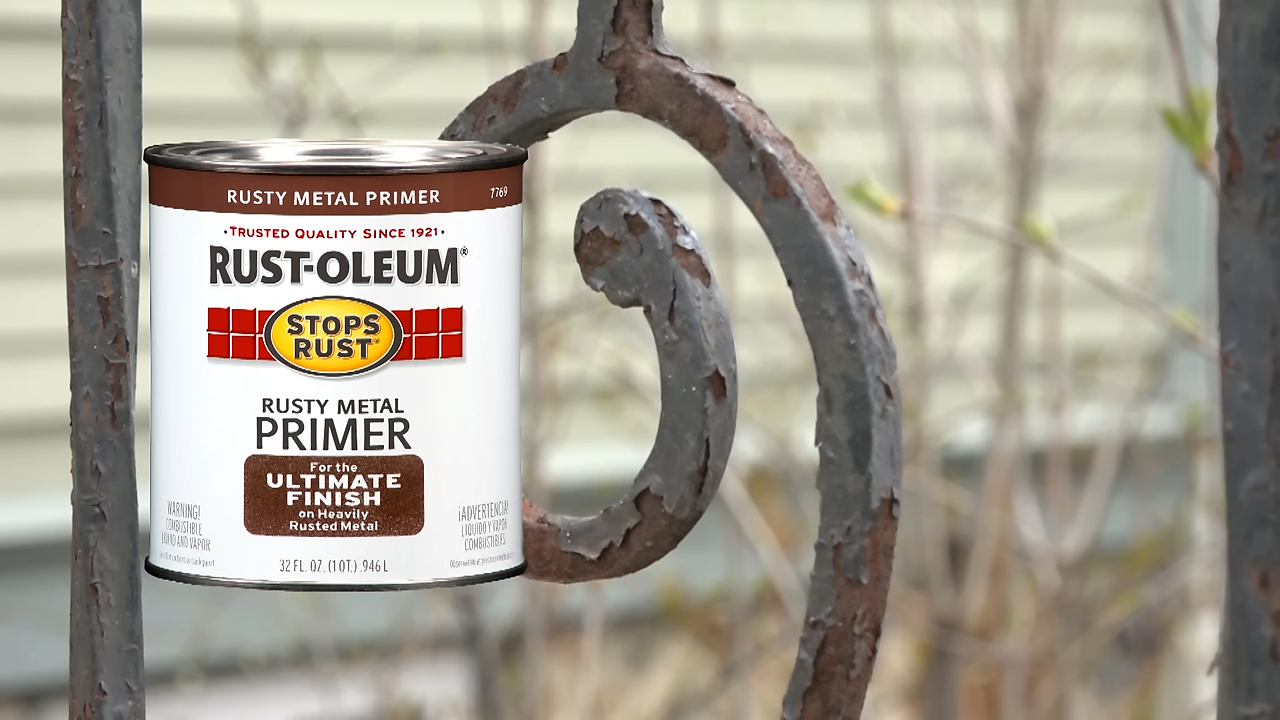 RUSTY METAL PRIMER 7769
•TRUSTED QUALITY SINCE 1921•
RUST-OLEUM®
STOPS
RUST®
RUSTY METAL
PRIMER
For the
ULTIMATE
FINISH
on Heavily
Rusted Metal
WARNING!
COMBUSTIBLE
LIQUID AND VAPOR
¡ADVERTENCIA!
LIQUIDO Y VAPOR
COMBUSTIBLES
32 FL. OZ. (1 QT.) .946 L